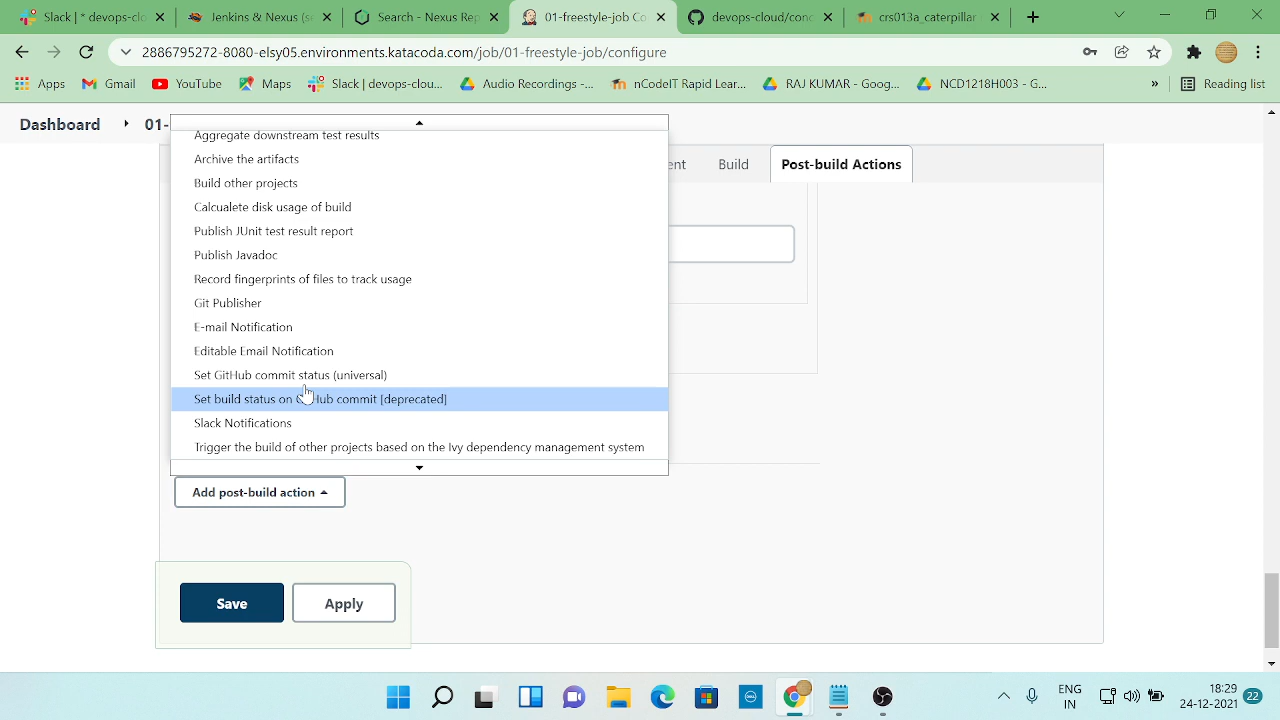 Slack | * devops-clo
Jenkins & Nexus (se
Search - Nexus Rep
01-freestyle-job Co
devops-cloud/conc
crs013a_caterpillar
2886795272-8080-elsy05.environments.katacoda.com/job/01-freestyle-job/configure
Apps
Gmail
YouTube
Maps
Slack | devops-clou...
Audio Recordings -...
nCodeIT Rapid Lear...
RAJ KUMAR - Goog...
NCD1218H03 - G...
»
Reading list
Dashboard
01-
Aggregate downstream test results
Archive the artifacts
Build other projects
Calcualete disk usage of build
Publish JUnit test result report
Publish Javadoc
Record fingerprints of files to track usage
Git Publisher
E-mail Notification
Editable Email Notification
Set GitHub commit status (universal)
Set build status on GitHub commit [deprecated]
Slack Notifications
Trigger the build of other projects based on the Ivy dependency management system
ent
Build
Post-build Actions
Add post-build action
Save
Apply
ENG
IN
18:29
24-12-2021
22